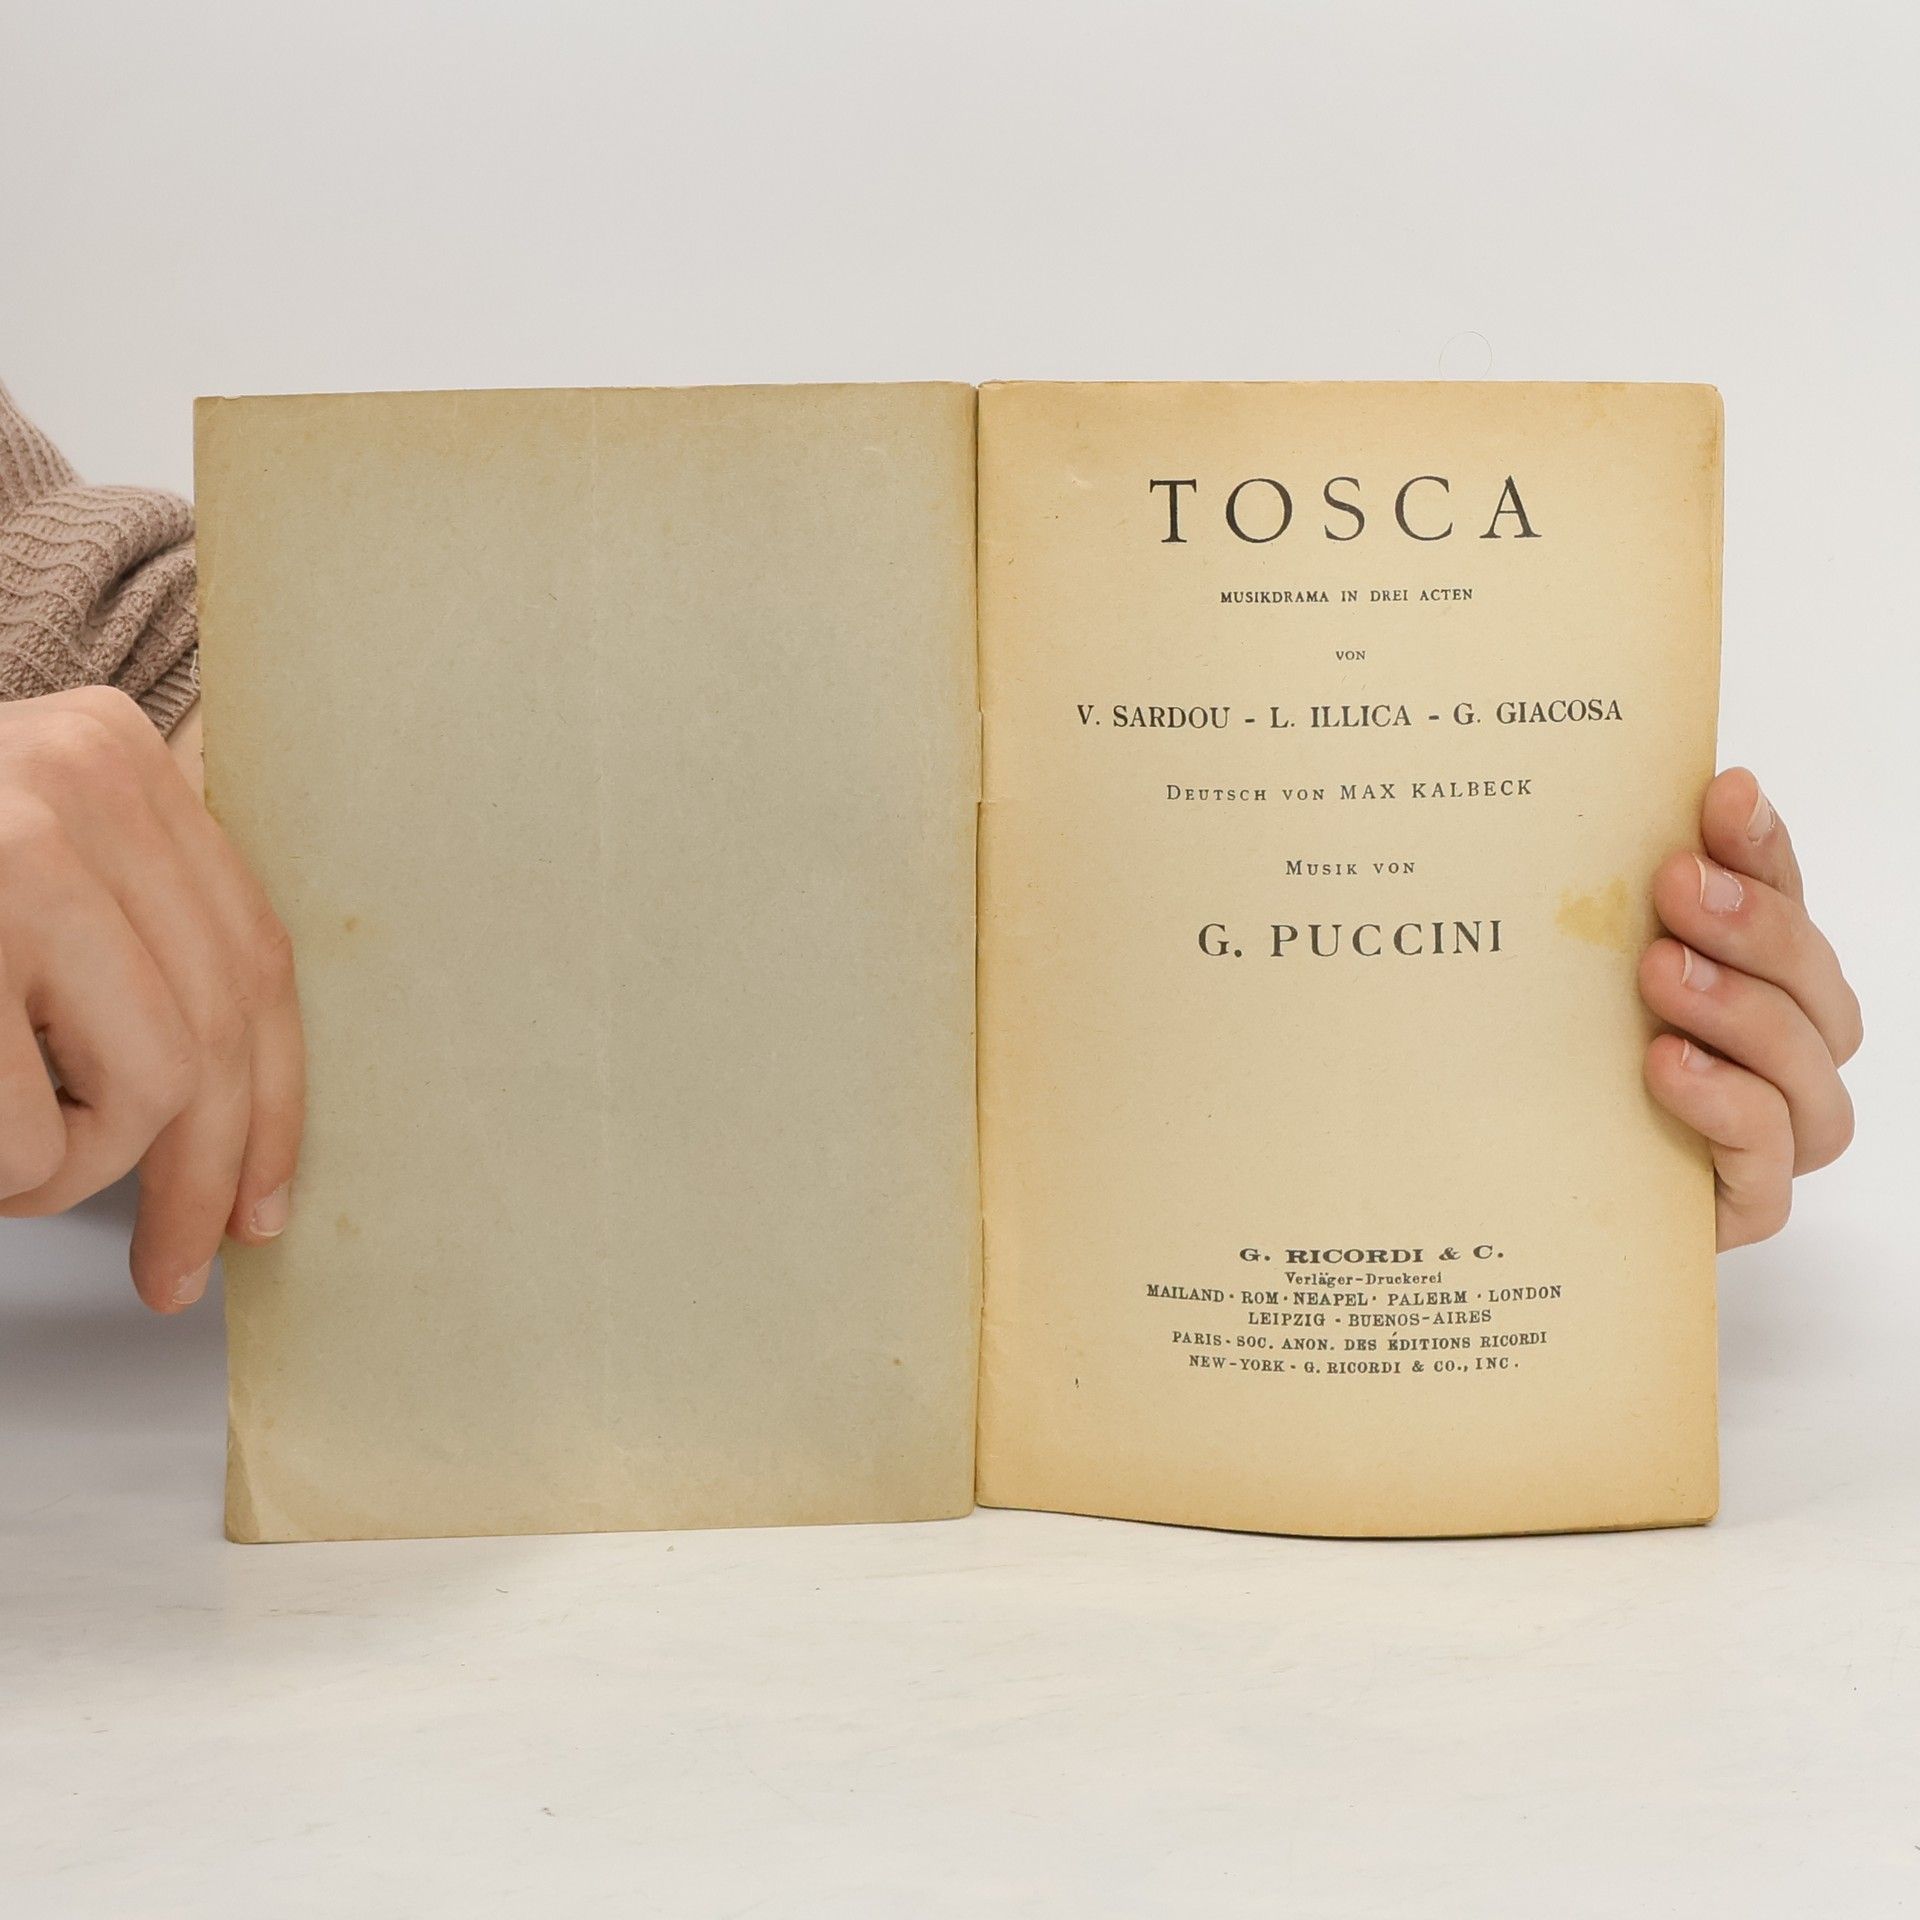 TOSCA
MUSIKDRAMA IN DREI ACTEN
VON
V. SARDOU - L. ILLICA - G. GIACOSA
DEUTSCH VON MAX KALBECK
MUSIK VON
G. PUCCINI
G. RICORDI & C.
Verläger-Druckerei
MAILAND · ROM · NEAPEL · PALERM · LONDON
LEIPZIG - BUENOS-AIRES
PARIS - SOC. ANON. DES ÉDITIONS RICORDI
NEW-YORK - G. RICORDI & CO., INC.